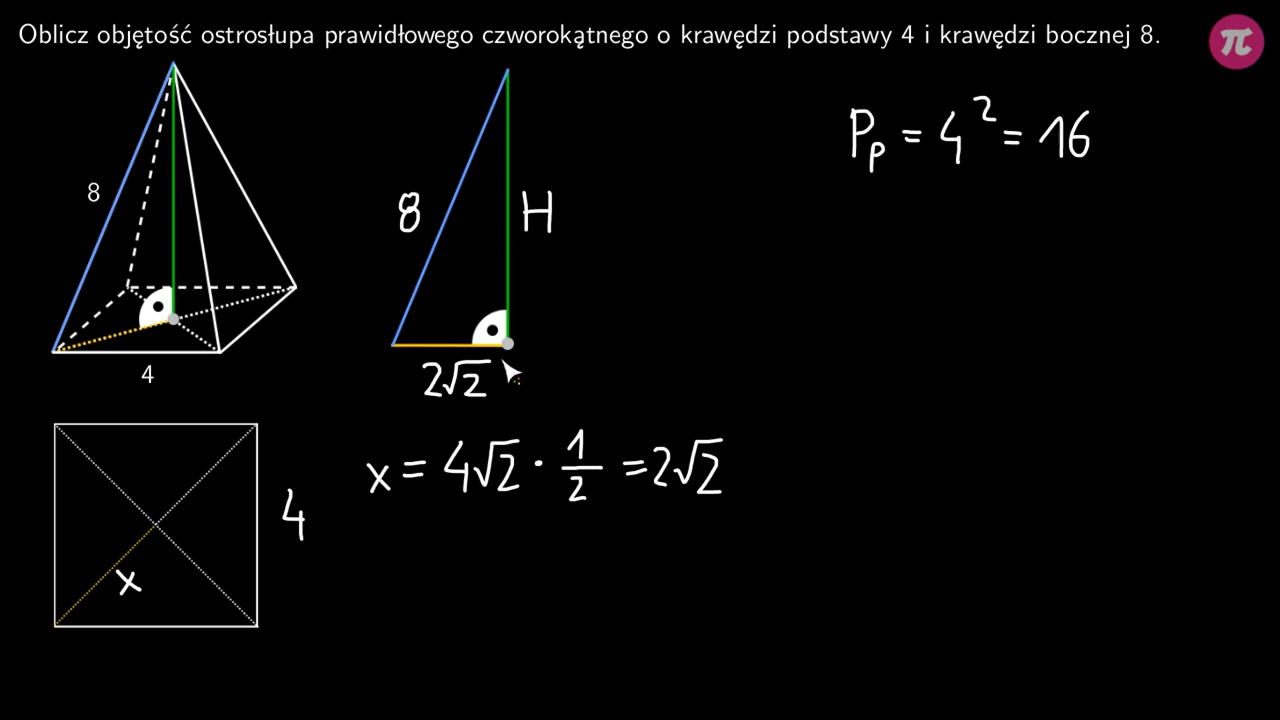 Oblicz objętość ostrosłupa prawidłowego czworokątnego o krawędzi podstawy 4 i krawędzi bocznej 8.
π
P_p = 4² = 16
8
8
H
4
2√2
x = 4√2 · 1/2 = 2√2
4
x